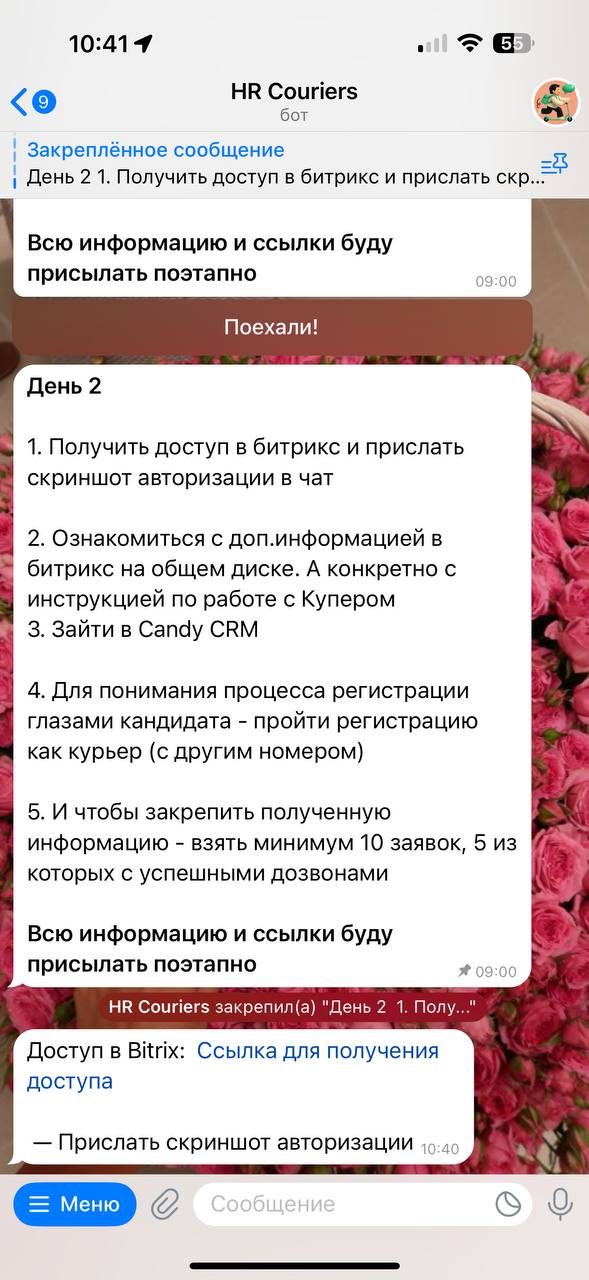 10:41
55
9
HR Couriers
бот
Закреплённое сообщение
День 2 1. Получить доступ в битрикс и прислать скр...
Всю информацию и ссылки буду
присылать поэтапно
09:00
Поехали!
День 2
1. Получить доступ в битрикс и прислать
скриншот авторизации в чат
2. Ознакомиться с доп.информацией в
битрикс на общем диске. А конкретно с
инструкцией по работе с Купером
3. Зайти в Candy CRM
4. Для понимания процесса регистрации
глазами кандидата - пройти регистрацию
как курьер (с другим номером)
5. И чтобы закрепить полученную
информацию - взять минимум 10 заявок, 5 из
которых с успешными дозвонами
Всю информацию и ссылки буду
присылать поэтапно
09:00
HR Couriers закрепил(а) "День 2 1. Полу..."
Доступ в Bitrix: Ссылка для получения
доступа
— Прислать скриншот авторизации 10:40
Меню
Сообщение